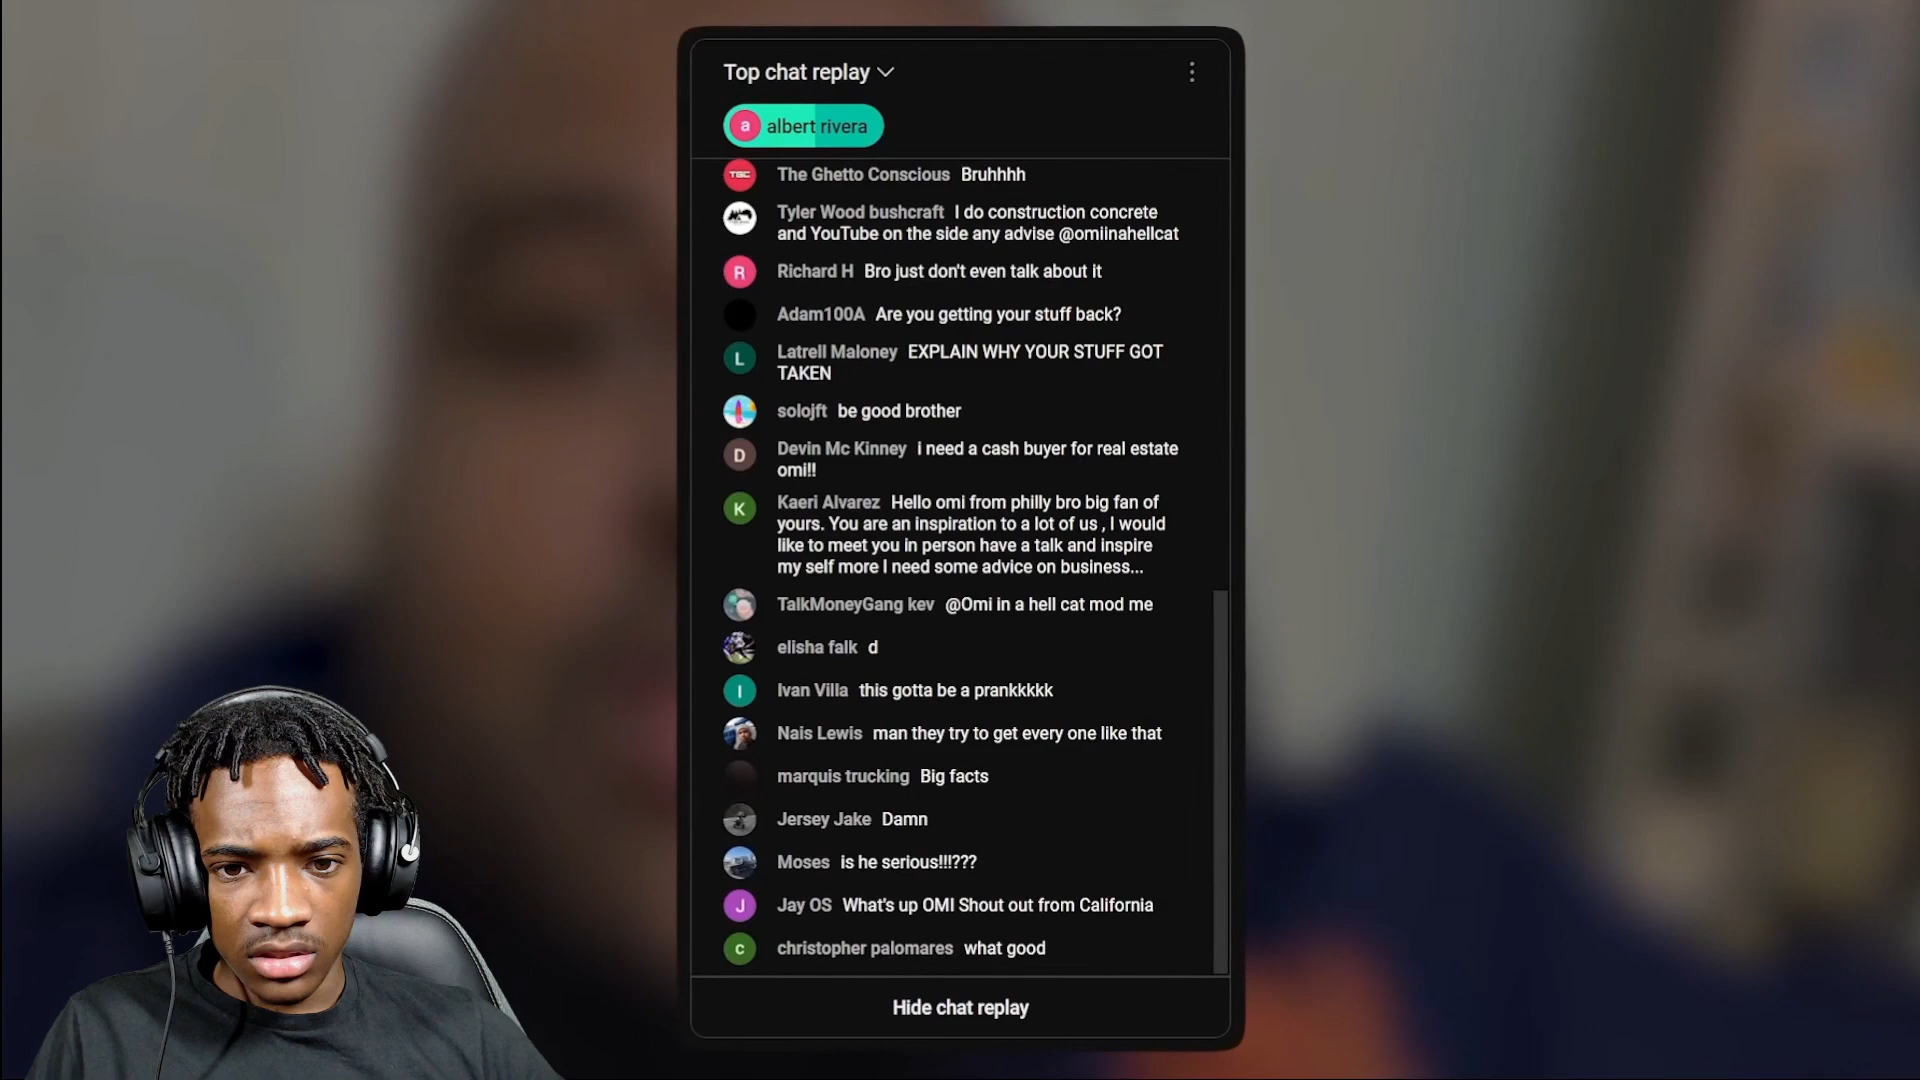 Top chat replay
a albert rivera
TGC The Ghetto Conscious Bruhhhh
Tyler Wood bushcraft I do construction concrete
and YouTube on the side any advise @omiinahellcat
R Richard H Bro just don't even talk about it
Adam100A Are you getting your stuff back?
L Latrell Maloney EXPLAIN WHY YOUR STUFF GOT
TAKEN
solojft be good brother
D Devin Mc Kinney i need a cash buyer for real estate
omi!!
K Kaeri Alvarez Hello omi from philly bro big fan of
yours. You are an inspiration to a lot of us , I would
like to meet you in person have a talk and inspire
my self more I need some advice on business...
TalkMoneyGang kev @Omi in a hell cat mod me
elisha falk d
I Ivan Villa this gotta be a prankkkkk
Nais Lewis man they try to get every one like that
marquis trucking Big facts
Jersey Jake Damn
Moses is he serious!!!???
J Jay OS What's up OMI Shout out from California
c christopher palomares what good
Hide chat replay